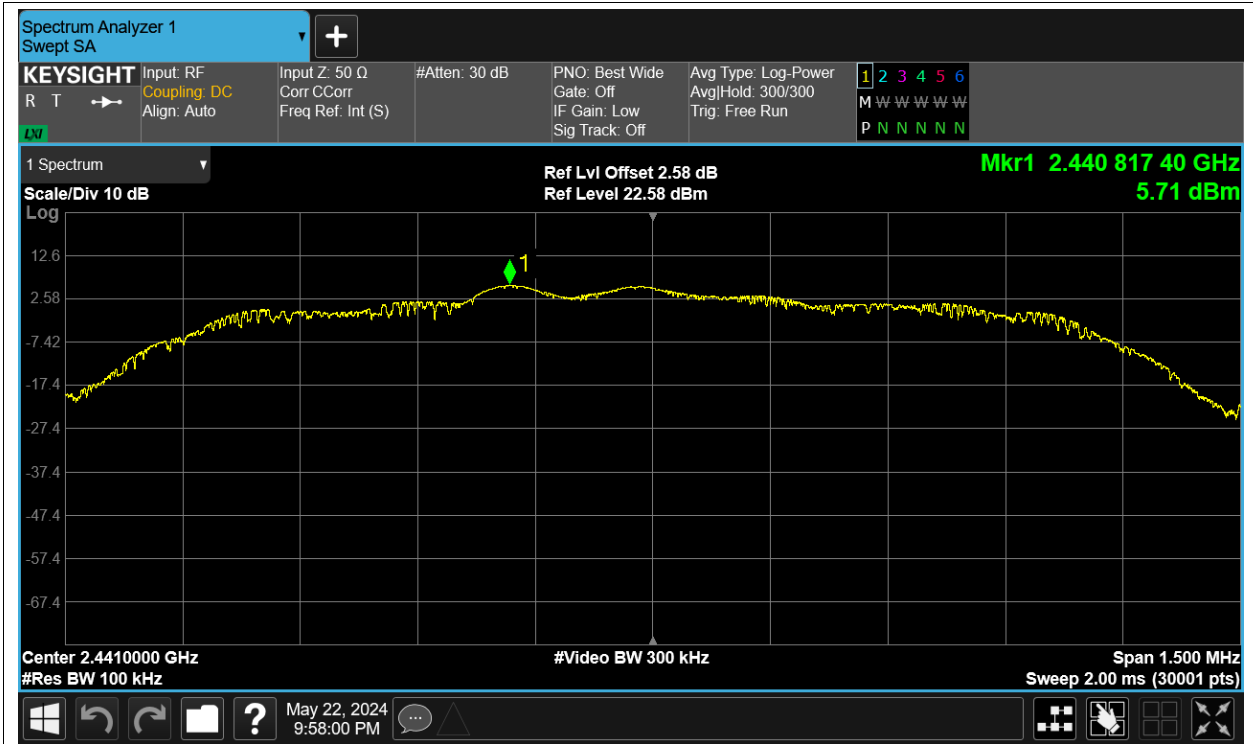 Spectrum Analyzer 1
Swept SA
KEYSIGHT
R T
LXI
Input: RF
Coupling: DC
Align: Auto
Input Z: 50 Ω
Corr CCorr
Freq Ref: Int (S)
#Atten: 30 dB
PNO: Best Wide
Gate: Off
IF Gain: Low
Sig Track: Off
Avg Type: Log-Power
Avg|Hold: 300/300
Trig: Free Run
1 2 3 4 5 6
M W W W W W
P N N N N N
1 Spectrum
Scale/Div 10 dB
Log
Ref Lvl Offset 2.58 dB
Ref Level 22.58 dBm
Mkr1 2.440 817 40 GHz
5.71 dBm
1
12.6
2.58
-7.42
-17.4
-27.4
-37.4
-47.4
-57.4
-67.4
Center 2.4410000 GHz
#Res BW 100 kHz
#Video BW 300 kHz
Span 1.500 MHz
Sweep 2.00 ms (30001 pts)
?
May 22, 2024
9:58:00 PM